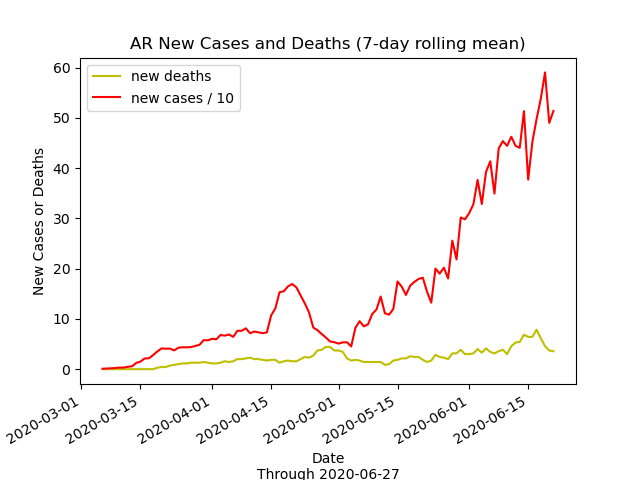 AR New Cases and Deaths (7-day rolling mean)
new deaths
new cases / 10
New Cases or Deaths
60
50
40
30
20
10
0
2020-03-01
2020-03-15
2020-04-01
2020-04-15
2020-05-01
2020-05-15
2020-06-01
2020-06-15
Date
Through 2020-06-27